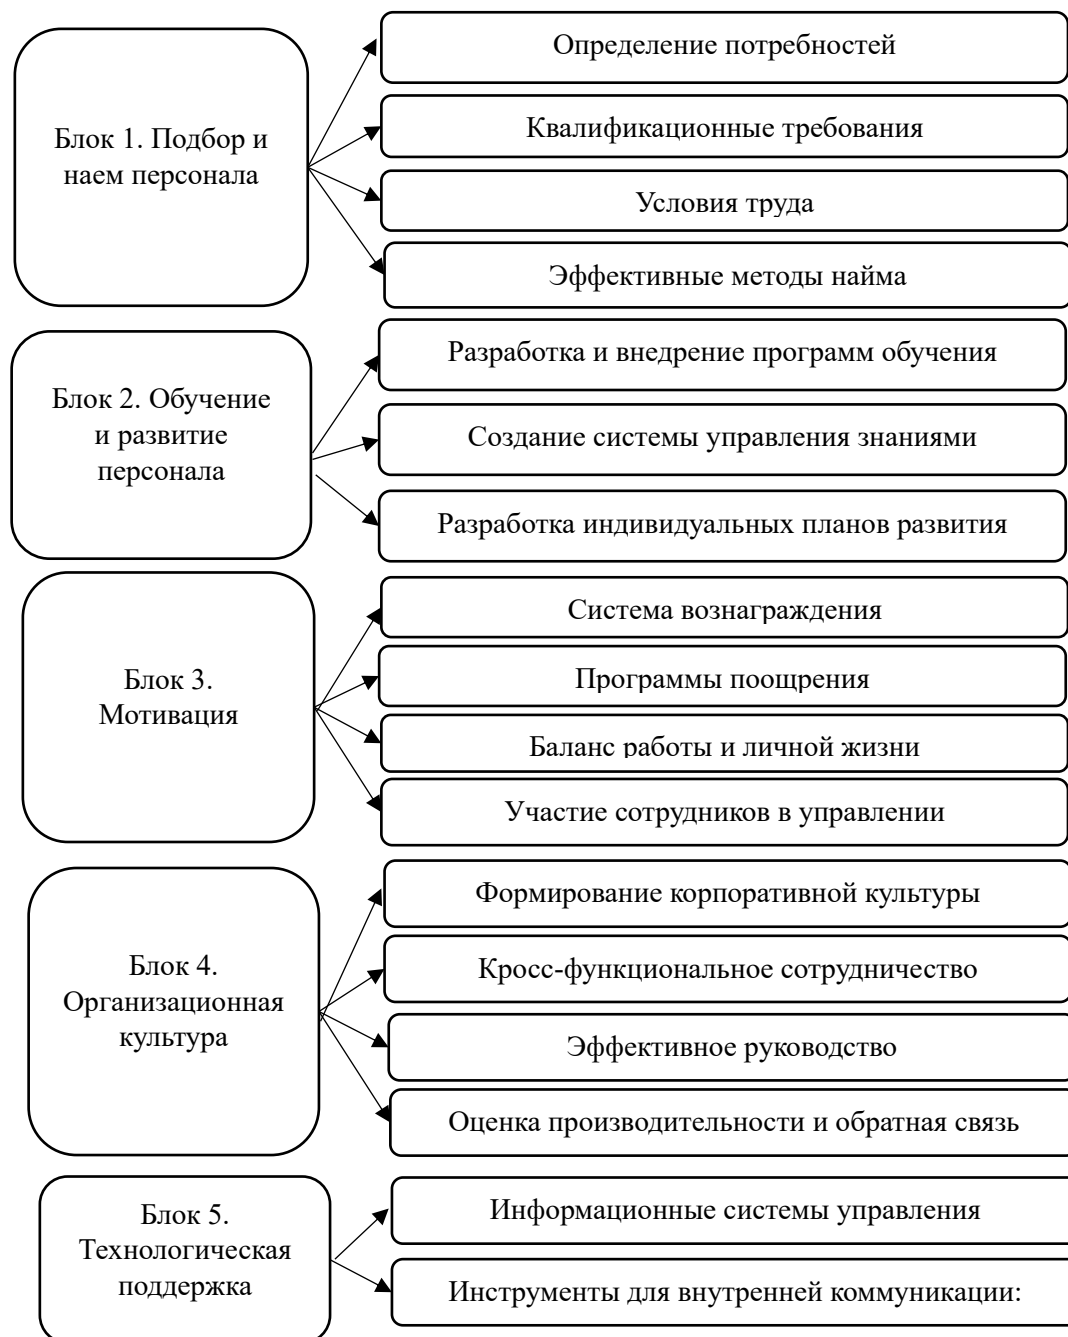 Блок 1. Подбор и
наем персонала
Определение потребностей
Квалификационные требования
Условия труда
Эффективные методы найма
Блок 2. Обучение
и развитие
персонала
Разработка и внедрение программ обучения
Создание системы управления знаниями
Разработка индивидуальных планов развития
Блок 3.
Мотивация
Система вознаграждения
Программы поощрения
Баланс работы и личной жизни
Участие сотрудников в управлении
Блок 4.
Организационная
культура
Формирование корпоративной культуры
Кросс-функциональное сотрудничество
Эффективное руководство
Оценка производительности и обратная связь
Блок 5.
Технологическая
поддержка
Информационные системы управления
Инструменты для внутренней коммуникации: